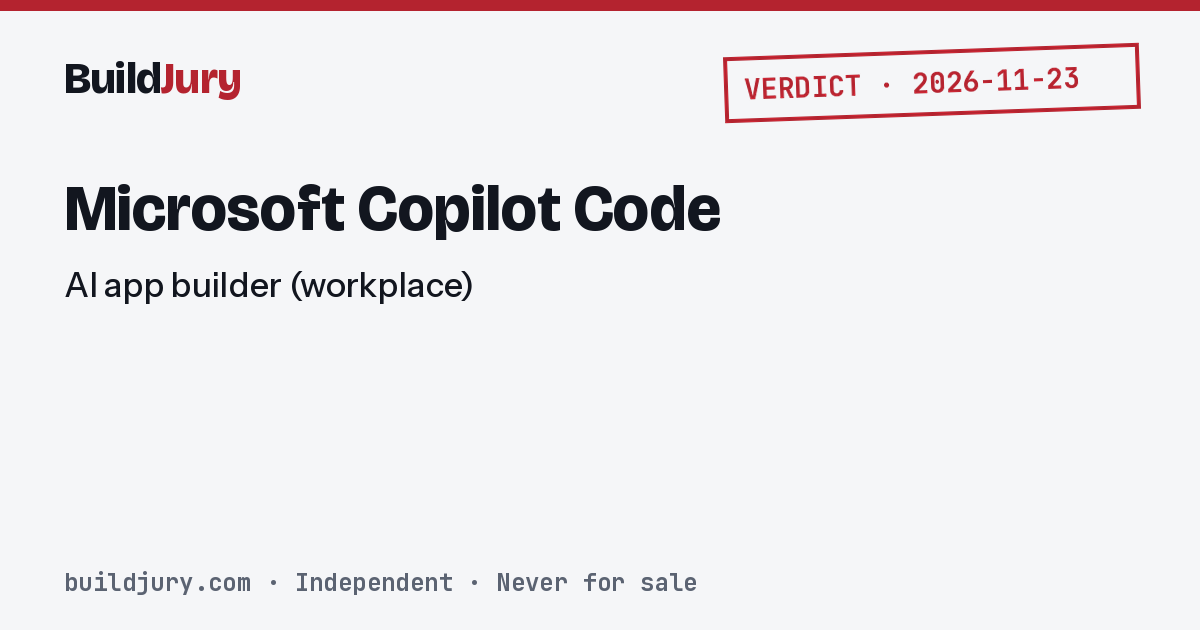 BuildJury
VERDICT · 2026-11-23
Microsoft Copilot Code
AI app builder (workplace)
buildjury.com · Independent · Never for sale